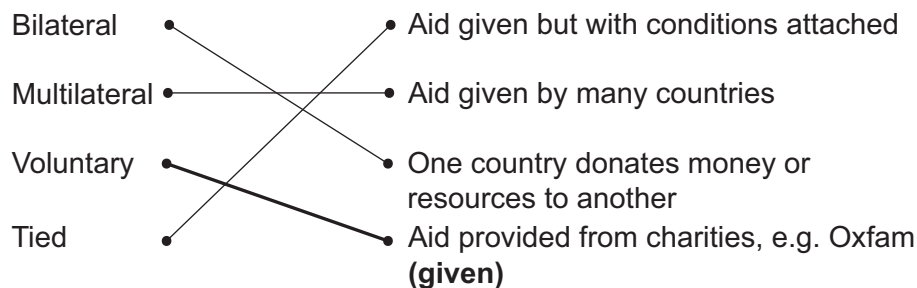 Bilateral Aid given but with conditions attached
Multilateral Aid given by many countries
Voluntary One country donates money or
resources to another
Tied Aid provided from charities, e.g. Oxfam
(given)